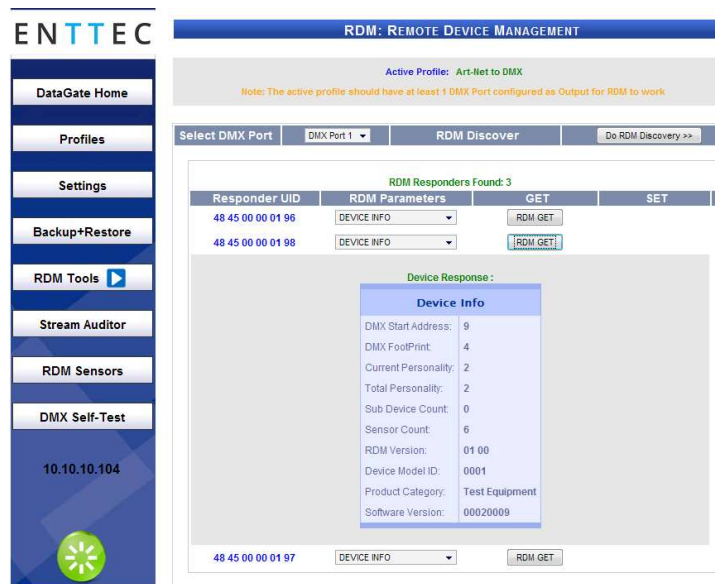 ENTTEC
DataGate Home
Profiles
Settings
Backup+Restore
RDM Tools
Stream Auditor
RDM Sensors
DMX Self-Test
10.10.10.104
RDM: REMOTE DEVICE MANAGEMENT
Active Profile: Art-Net to DMX
Note: The active profile should have at least 1 DMX Port configured as Output for RDM to work
Select DMX Port DMX Port 1 RDM Discover Do RDM Discovery >>
RDM Responders Found: 3
Responder UID RDM Parameters GET SET
48 45 00 00 01 96 DEVICE INFO RDM GET
48 45 00 00 01 98 DEVICE INFO RDM GET
Device Response :
Device Info
DMX Start Address: 9
DMX FootPrint: 4
Current Personality: 2
Total Personality: 2
Sub Device Count: 0
Sensor Count: 6
RDM Version: 01 00
Device Model ID: 0001
Product Category: Test Equipment
Software Version: 00020009
48 45 00 00 01 97 DEVICE INFO RDM GET